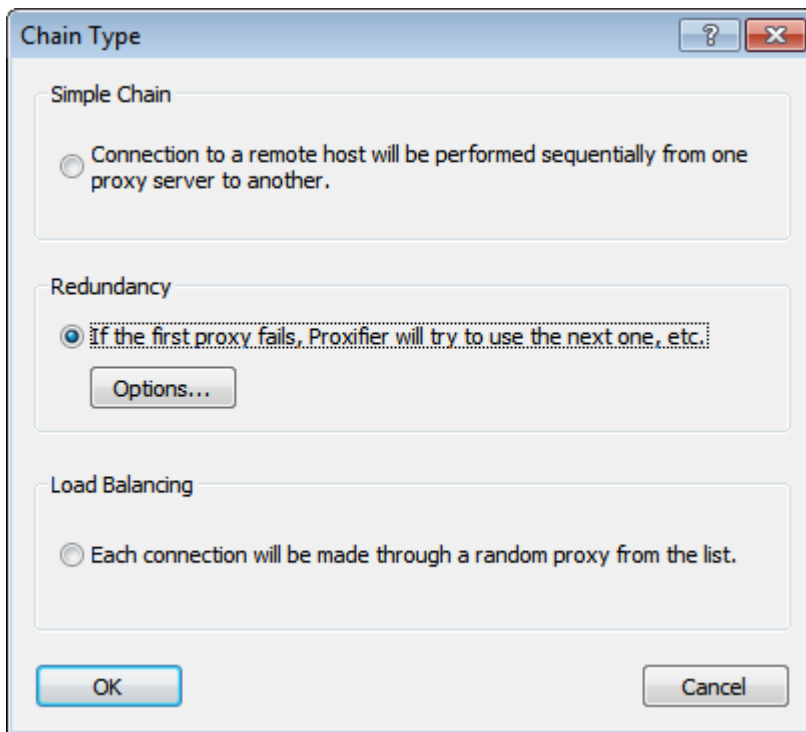 Chain Type
Simple Chain
Connection to a remote host will be performed sequentially from one
proxy server to another.
Redundancy
If the first proxy fails, Proxifier will try to use the next one, etc.
Options...
Load Balancing
Each connection will be made through a random proxy from the list.
OK
Cancel